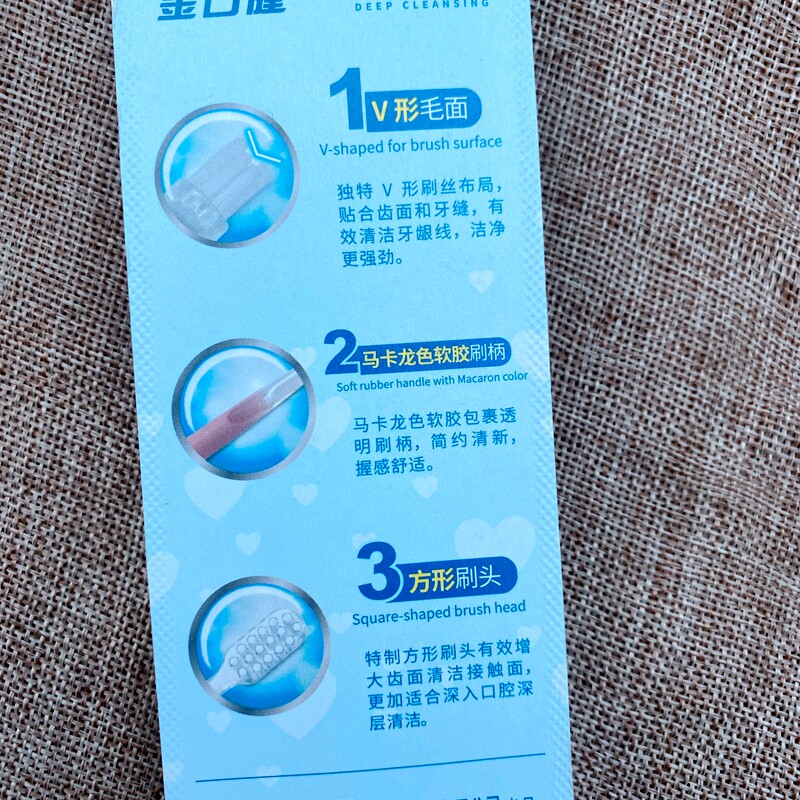 金口健
DEEP CLEANSING
1 V 形毛面
V-shaped for brush surface
独特 V 形刷丝布局，
贴合齿面和牙缝，有
效清洁牙龈线，洁净
更强劲。
2 马卡龙色软胶刷柄
Soft rubber handle with Macaron color
马卡龙色软胶包裹透
明刷柄，简约清新，
握感舒适。
3 方形刷头
Square-shaped brush head
特制方形刷头有效增
大齿面清洁接触面，
更加适合深入口腔深
层清洁。